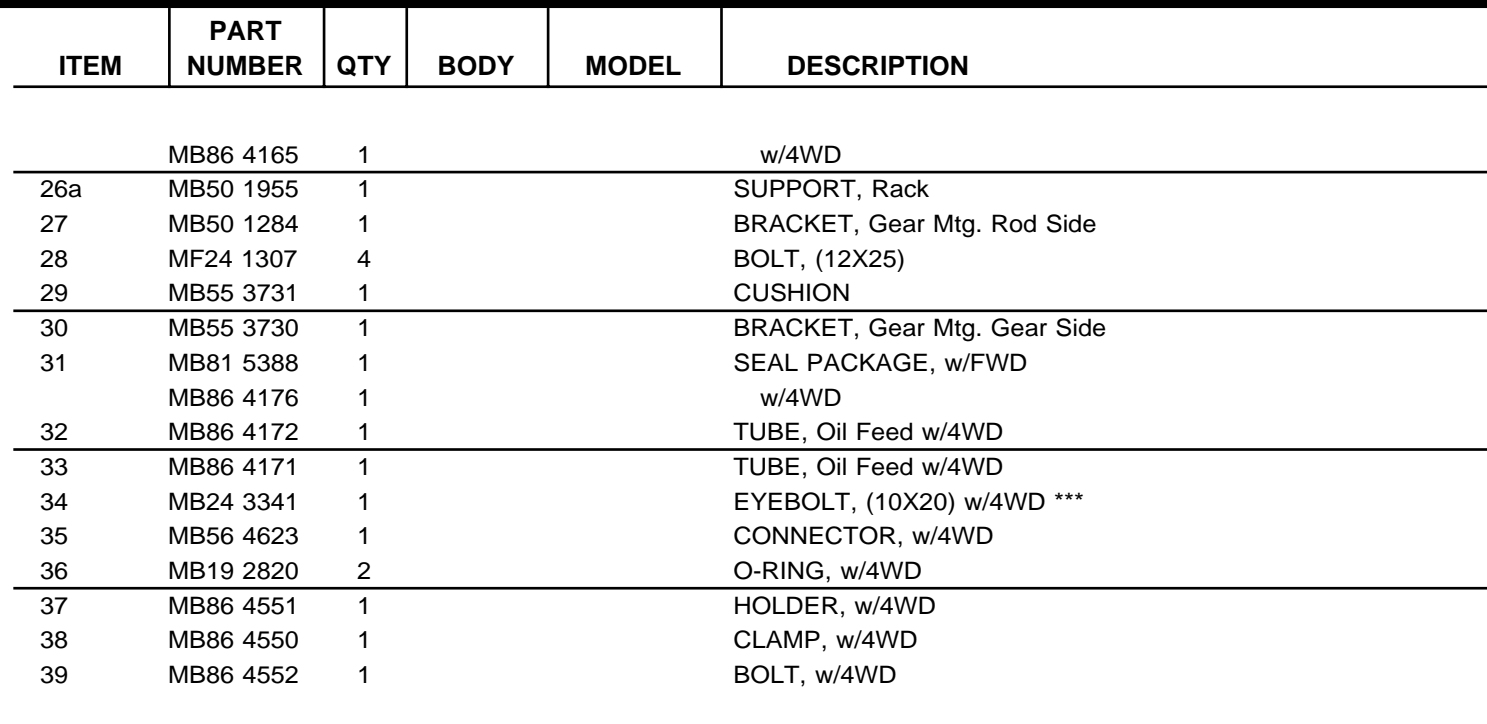 ITEM PART NUMBER QTY BODY MODEL DESCRIPTION
MB86 4165 1 w/4WD
26a MB50 1955 1 SUPPORT, Rack
27 MB50 1284 1 BRACKET, Gear Mtg. Rod Side
28 MF24 1307 4 BOLT, (12X25)
29 MB55 3731 1 CUSHION
30 MB55 3730 1 BRACKET, Gear Mtg. Gear Side
31 MB81 5388 1 SEAL PACKAGE, w/FWD
MB86 4176 1 w/4WD
32 MB86 4172 1 TUBE, Oil Feed w/4WD
33 MB86 4171 1 TUBE, Oil Feed w/4WD
34 MB24 3341 1 EYEBOLT, (10X20) w/4WD ***
35 MB56 4623 1 CONNECTOR, w/4WD
36 MB19 2820 2 O-RING, w/4WD
37 MB86 4551 1 HOLDER, w/4WD
38 MB86 4550 1 CLAMP, w/4WD
39 MB86 4552 1 BOLT, w/4WD